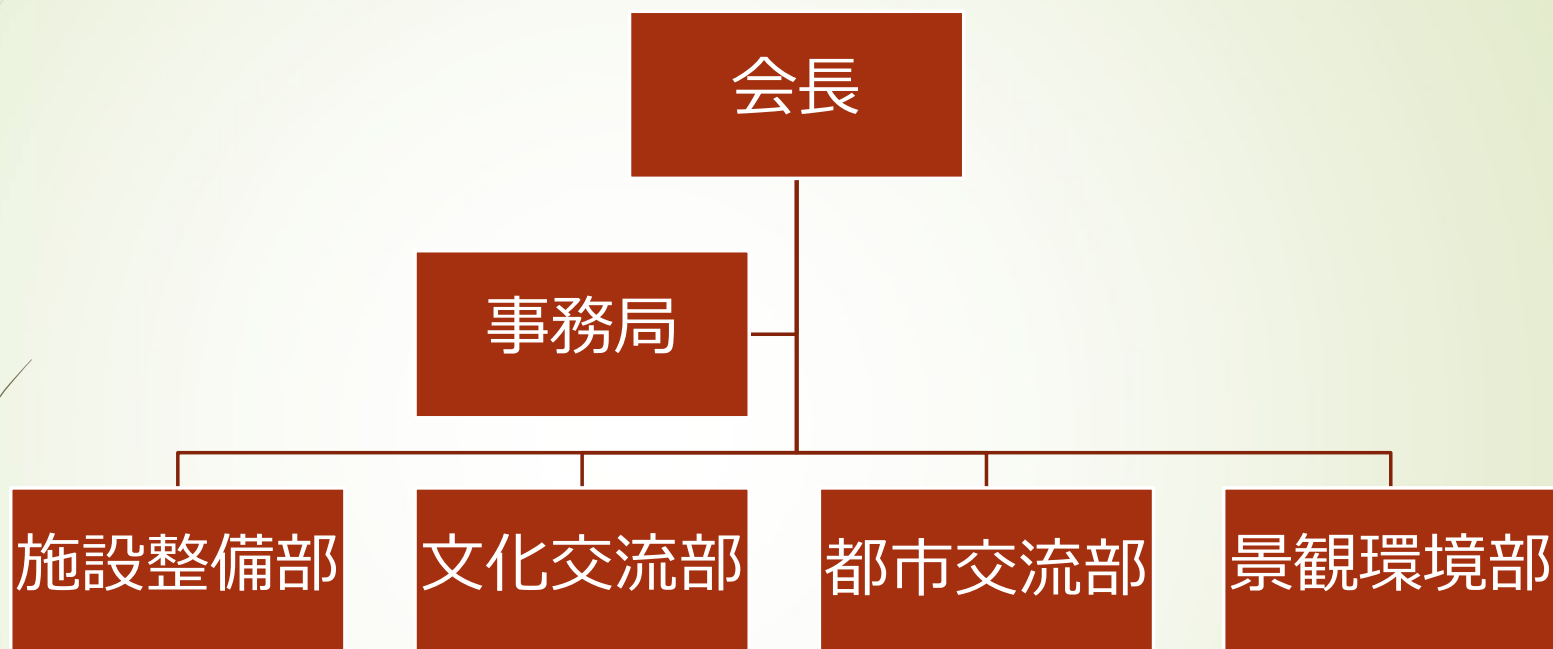 会長
事務局
施設整備部
文化交流部
都市交流部
景観環境部